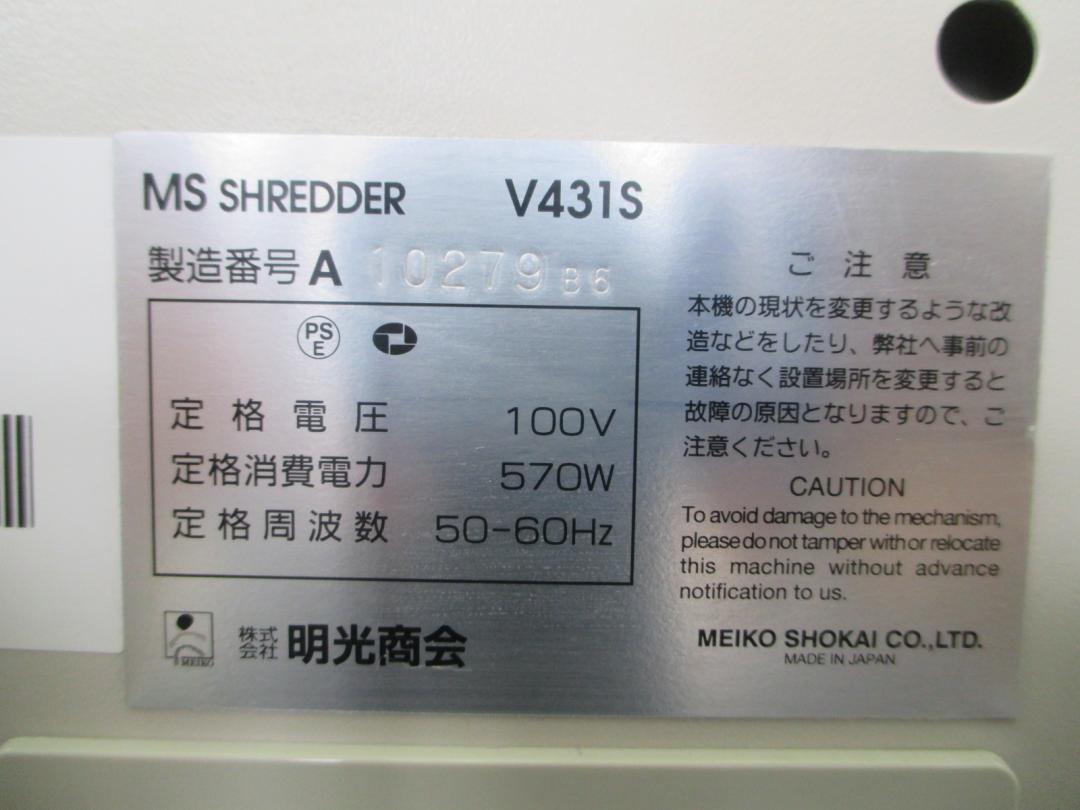 MS SHREDDER V431S
製造番号 A 10279 B6
PS
E
定格電圧 100V
定格消費電力 570W
定格周波数 50-60Hz
MEIKO
株式
会社 明光商会
ご注意
本機の現状を変更するような改
造などをしたり、弊社へ事前の
連絡なく設置場所を変更すると
故障の原因となりますので、ご
注意ください。
CAUTION
To avoid damage to the mechanism,
please do not tamper with or relocate
this machine without advance
notification to us.
MEIKO SHOKAI CO.,LTD.
MADE IN JAPAN